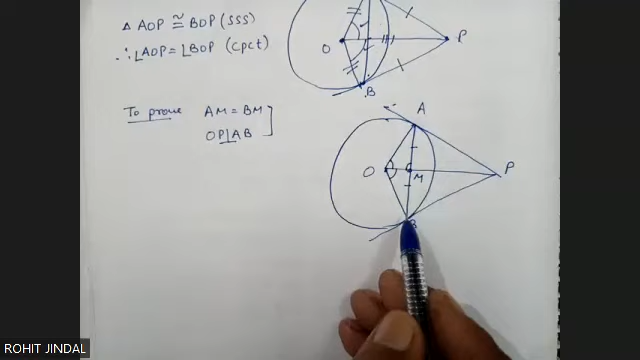 △ AOP ≅ BOP (SSS)
∴ ∠AOP = ∠BOP (cpct)
O
P
B
To prove AM = BM
OP⊥AB
A
O
M
P
B
ROHIT JINDAL